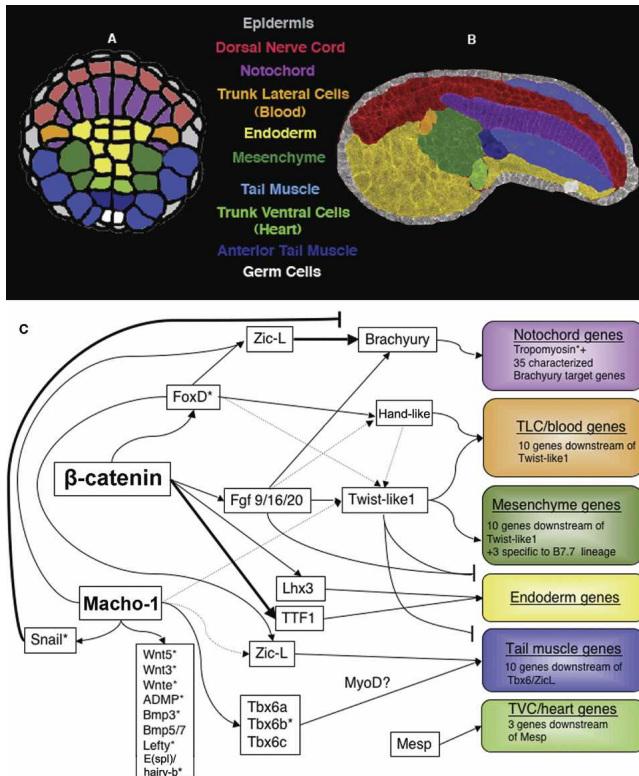 A
Epidermis
Dorsal Nerve Cord
Notochord
Trunk Lateral Cells
(Blood)
Endoderm
Mesenchyme
Tail Muscle
Trunk Ventral Cells
(Heart)
Anterior Tail Muscle
Germ Cells
B
C
Zic-L
Brachyury
Notochord genes
Tropomyosin*+
35 characterized
Brachyury target genes
FoxD*
Hand-like
TLC/blood genes
10 genes downstream of
Twist-like1
β-catenin
Fgf 9/16/20
Twist-like1
Mesenchyme genes
10 genes downstream of
Twist-like1
+3 specific to B7.7 lineage
Lhx3
Endoderm genes
Macho-1
TTF1
Snail*
Zic-L
Tail muscle genes
10 genes downstream of
Tbx6/ZicL
Wnt5*
Wnt3*
Wnte*
ADMP*
Bmp3*
Bmp5/7
Lefty*
E(spl)/
hairy-b*
MyoD?
Tbx6a
Tbx6b*
Tbx6c
TVC/heart genes
3 genes downstream
of Mesp
Mesp